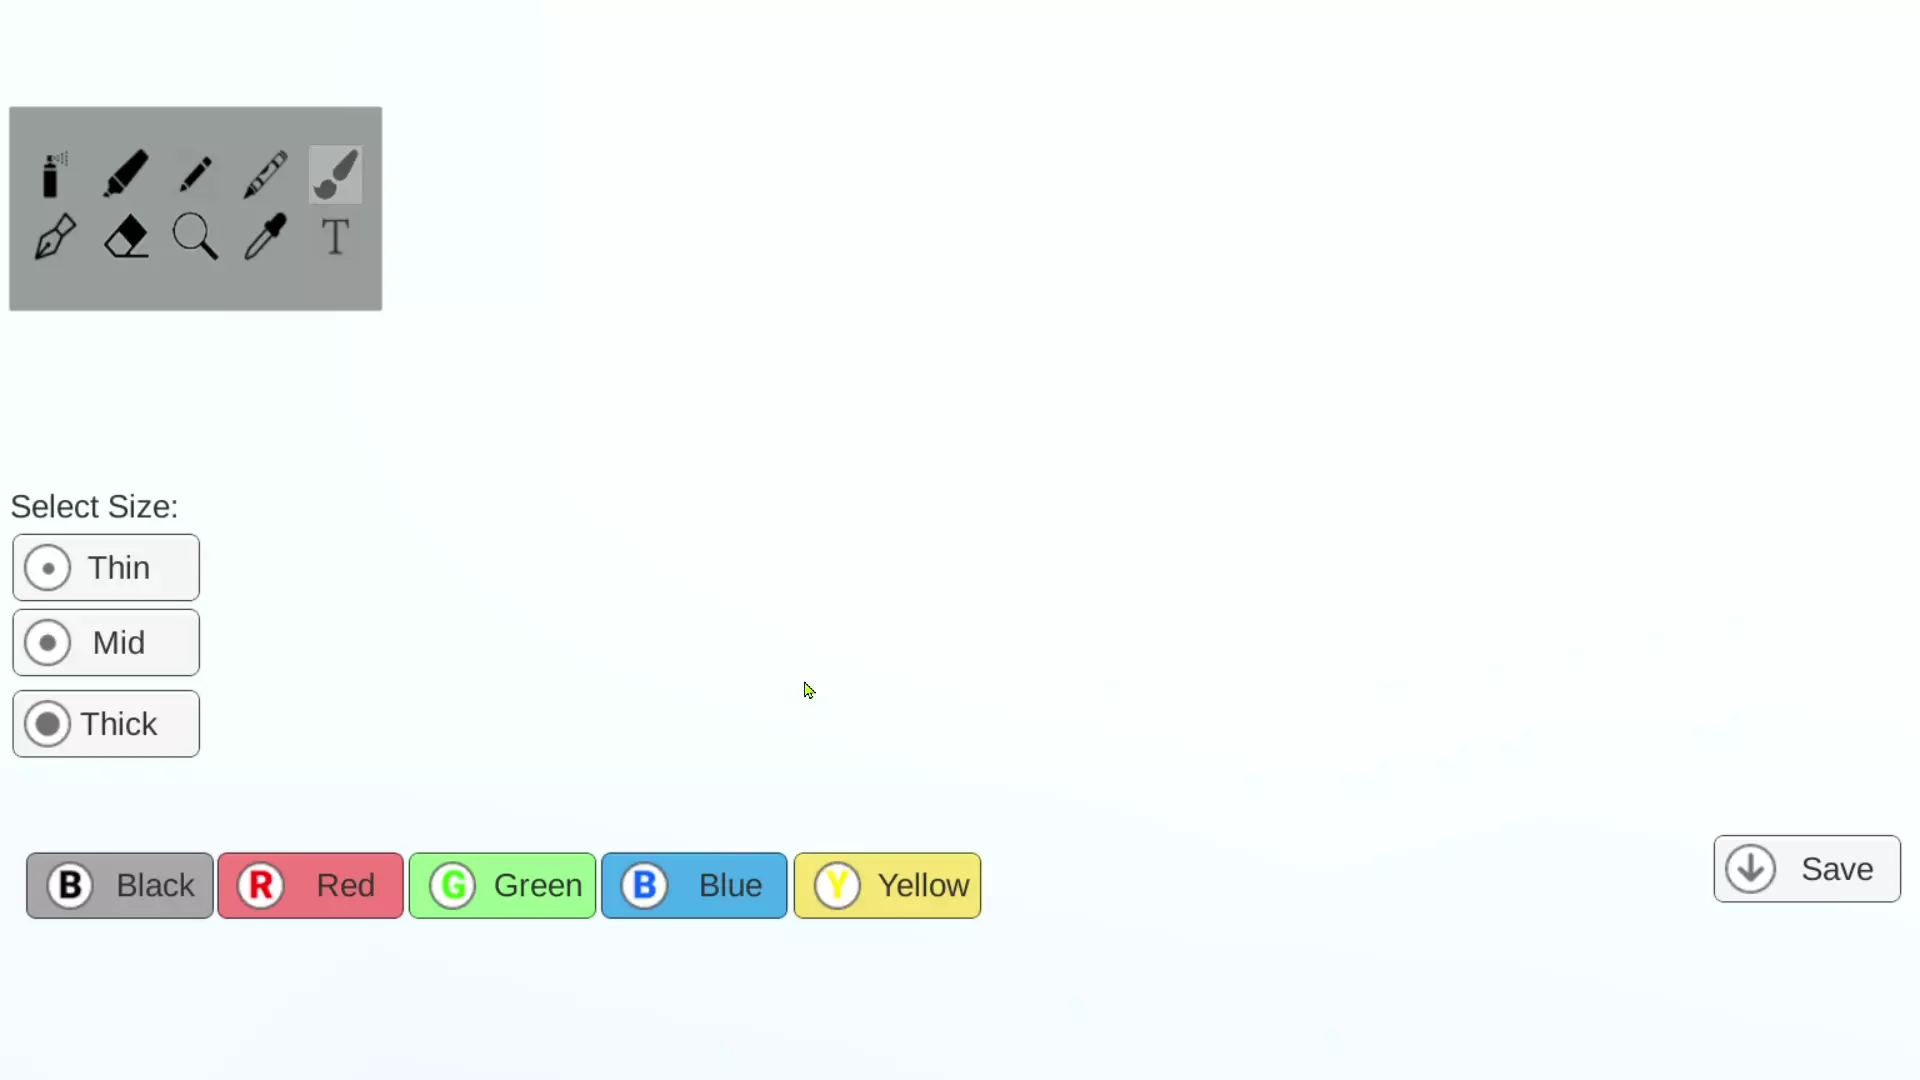 T
Select Size:
Thin
Mid
Thick
B Black
R Red
G Green
B Blue
Y Yellow
Save